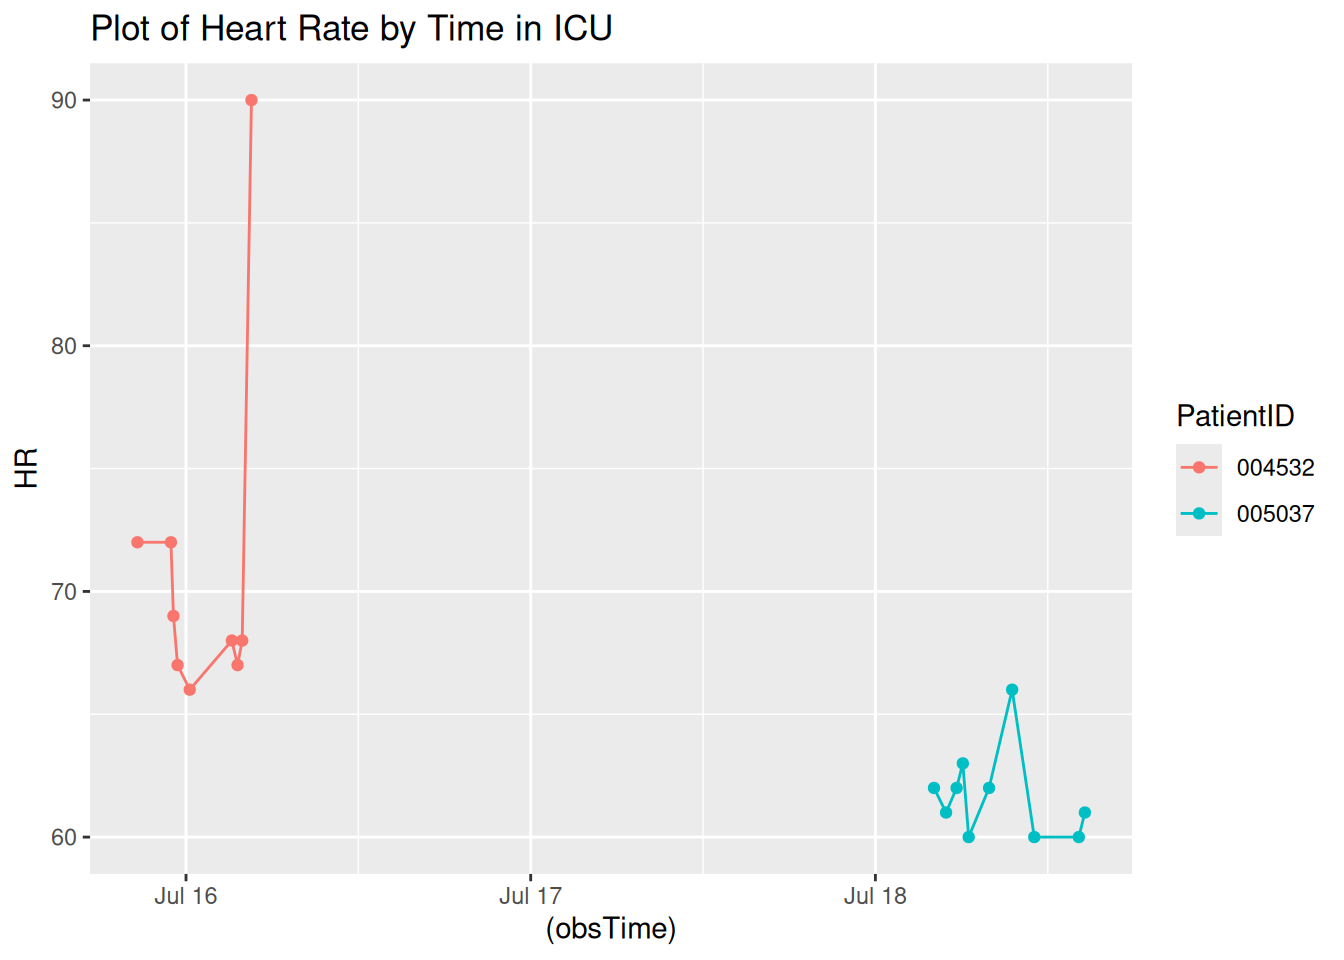 Plot of Heart Rate by Time in ICU
90
80
70
60
HR
Jul 16
Jul 17
Jul 18
(obsTime)
PatientID
004532
005037